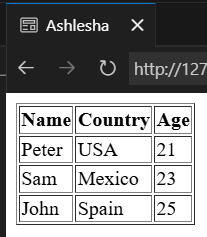 Ashlesha
http://127
Name Country Age
Peter USA 21
Sam Mexico 23
John Spain 25